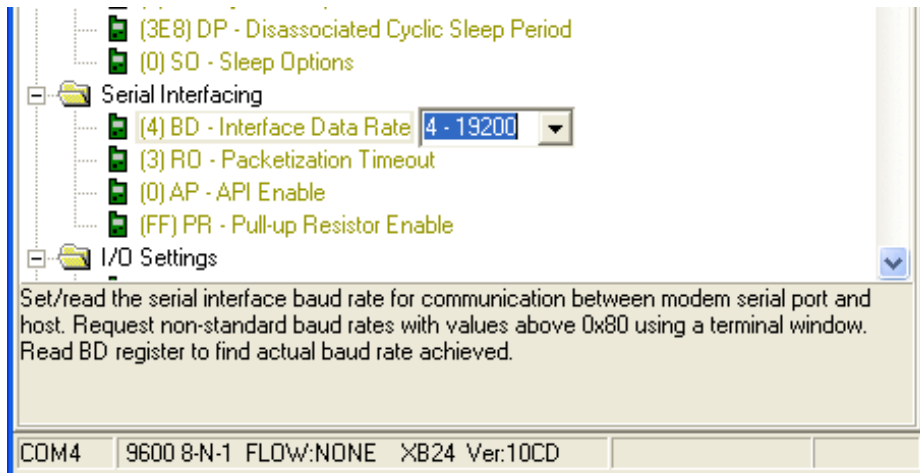 (3E8) DP - Disassociated Cyclic Sleep Period
(0) SO - Sleep Options
Serial Interfacing
(4) BD - Interface Data Rate 4 - 19200
(3) RO - Packetization Timeout
(0) AP - API Enable
(FF) PR - Pull-up Resistor Enable
I/O Settings
Set/read the serial interface baud rate for communication between modem serial port and
host. Request non-standard baud rates with values above 0x80 using a terminal window.
Read BD register to find actual baud rate achieved.
COM4 9600 8-N-1 FLOW:NONE XB24 Ver:10CD